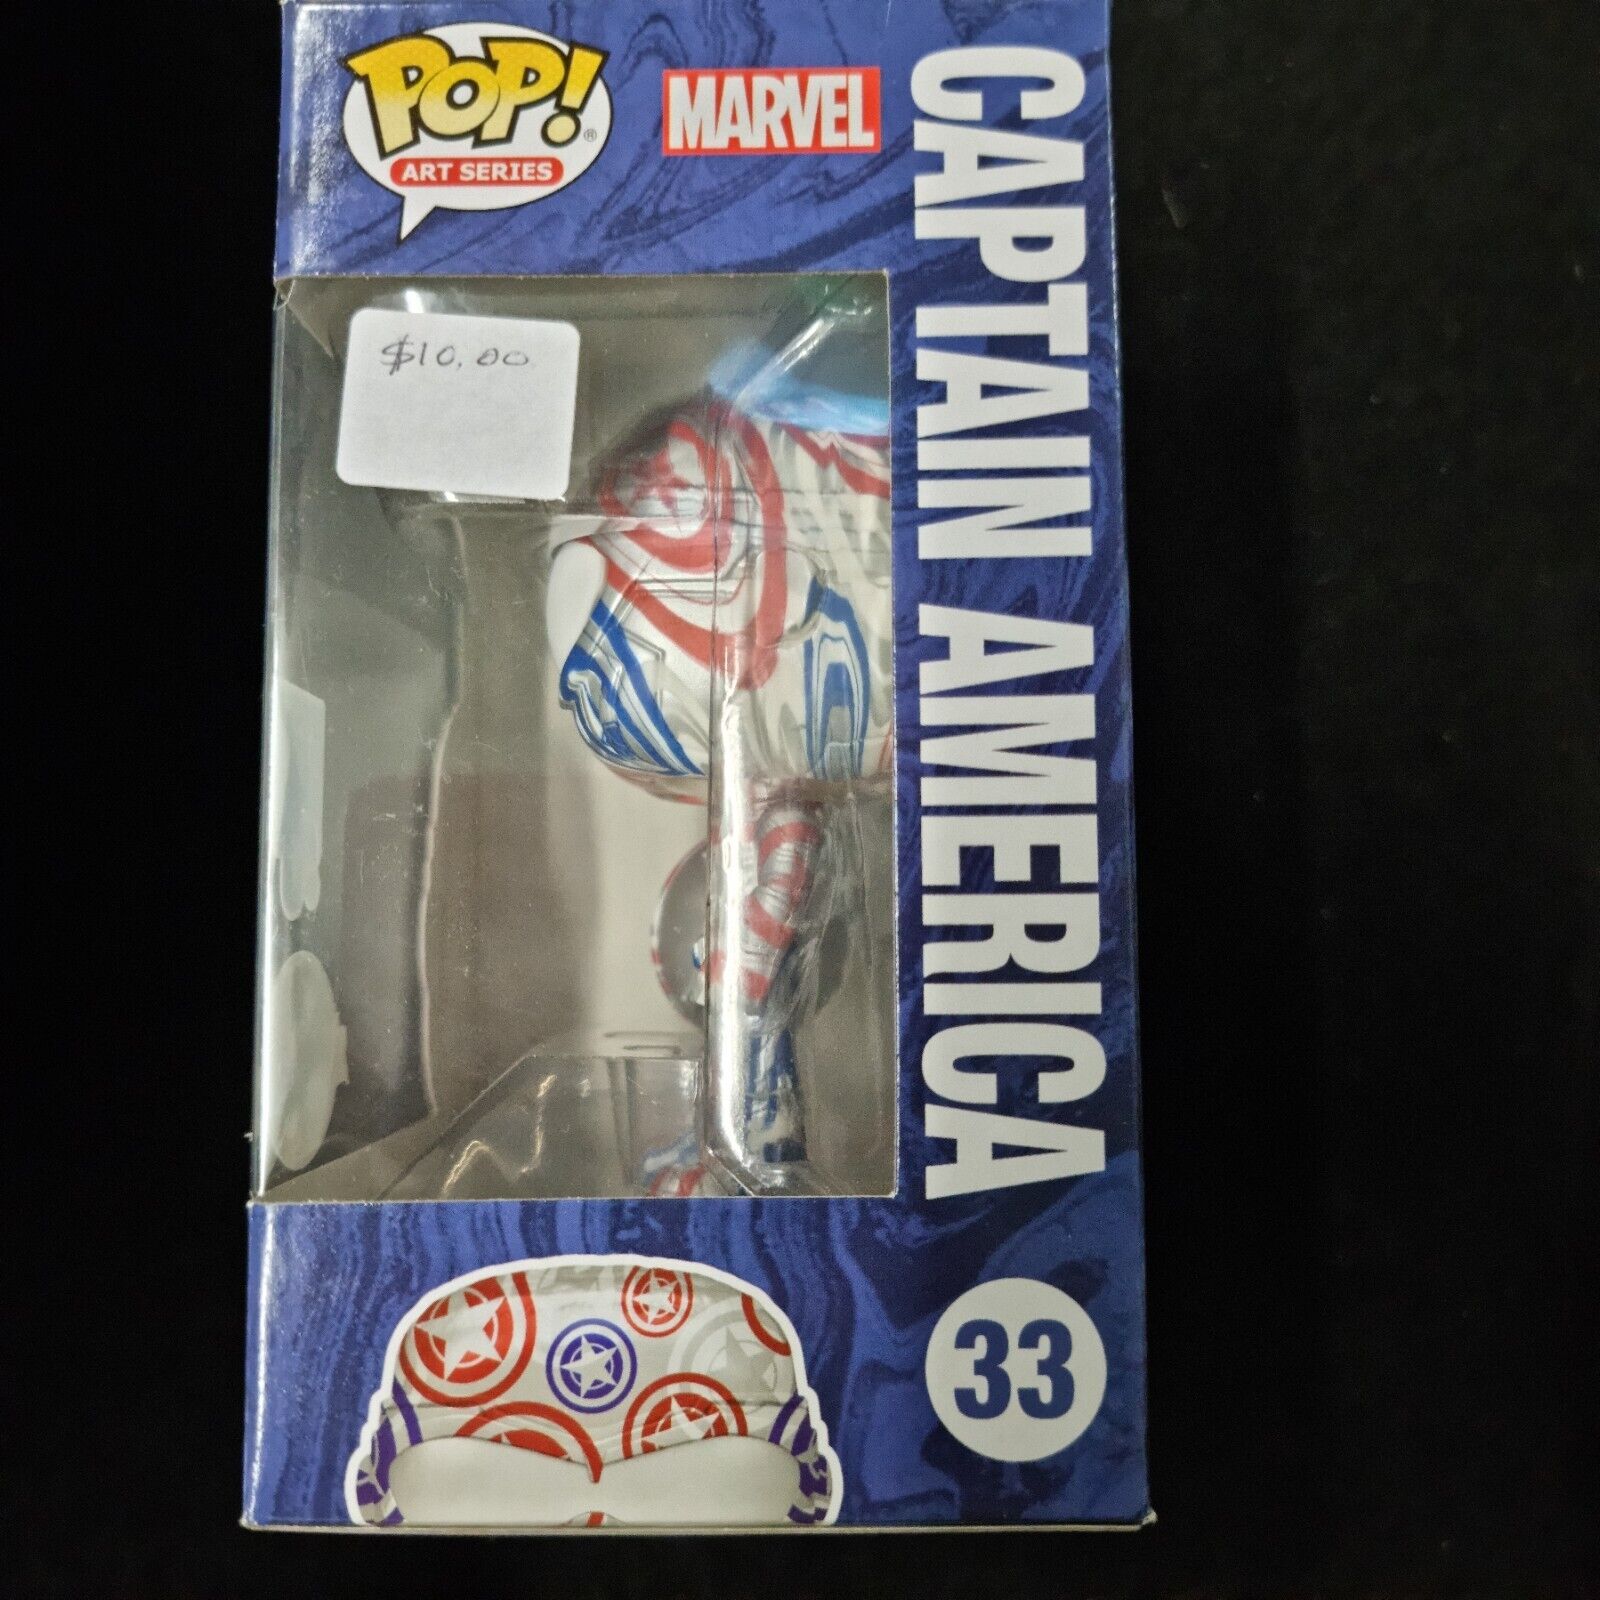 POP!®
ART SERIES
MARVEL
CAPTAIN AMERICA
$10.00
33